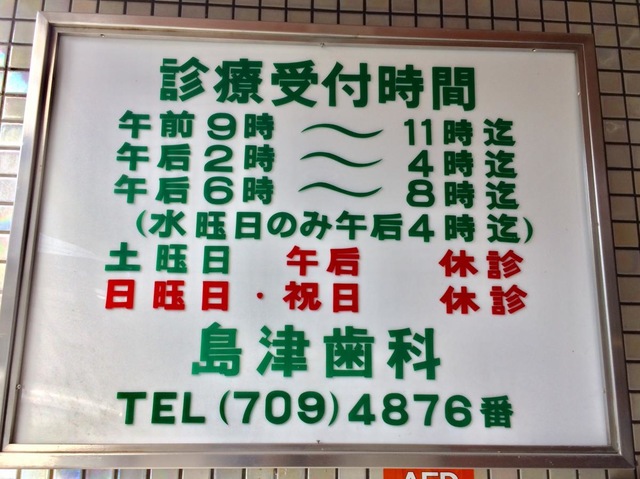 診療受付時間
午前9時 〜 11時迄
午后2時 〜 4時迄
午后6時 〜 8時迄
(水旺日のみ午后4時迄)
土旺日 午后 休診
日旺日・祝日 休診
島津歯科
TEL(709)4876番
AED